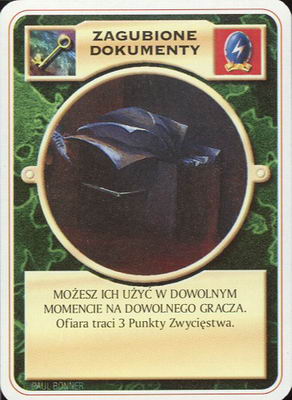 ZAGUBIONE
DOKUMENTY
MOŻESZ ICH UŻYĆ W DOWOLNYM
MOMENCIE NA DOWOLNEGO GRACZA.
Ofiara traci 3 Punkty Zwycięstwa.
PAUL BONNER